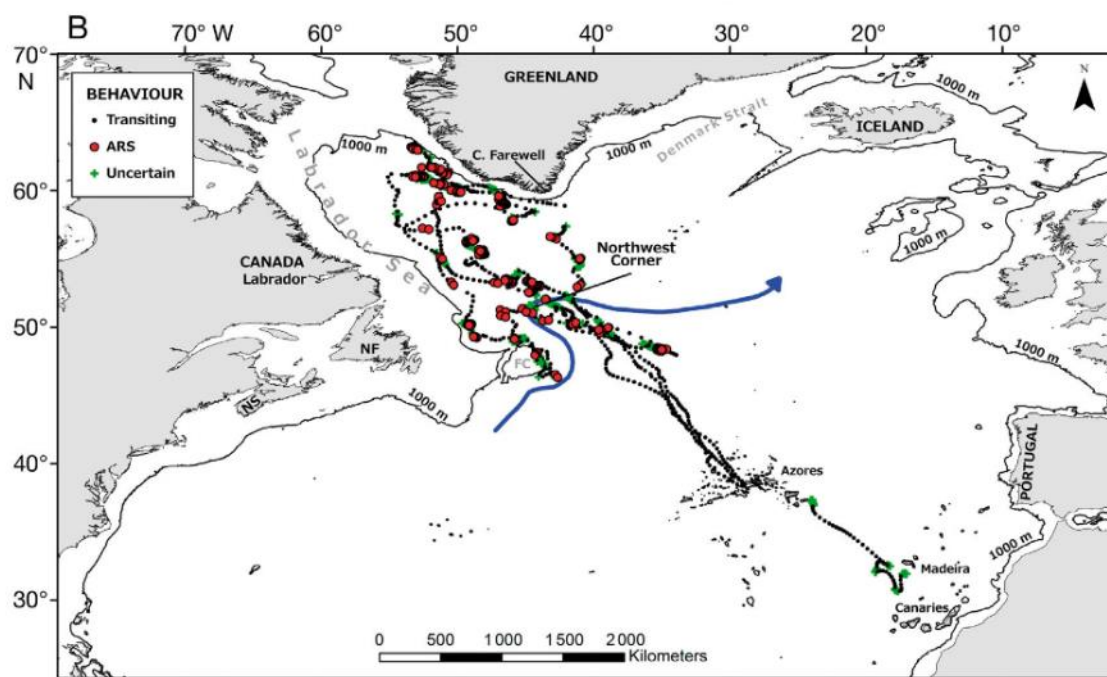 B
70° W
60°
50°
40°
30°
20°
10°
70°
N
60°
50°
40°
30°
BEHAVIOUR
Transiting
ARS
Uncertain
GREENLAND
N
1000 m
Denmark Strait
ICELAND
1000 m
C. Farewell
1000 m
Labrador Sea
CANADA
Labrador
Northwest
Corner
NF
FC
NS
1000 m
1000 m
Azores
PORTUGAL
1000 m
Madeira
Canaries
0 500 1000 1500 2000
Kilometers